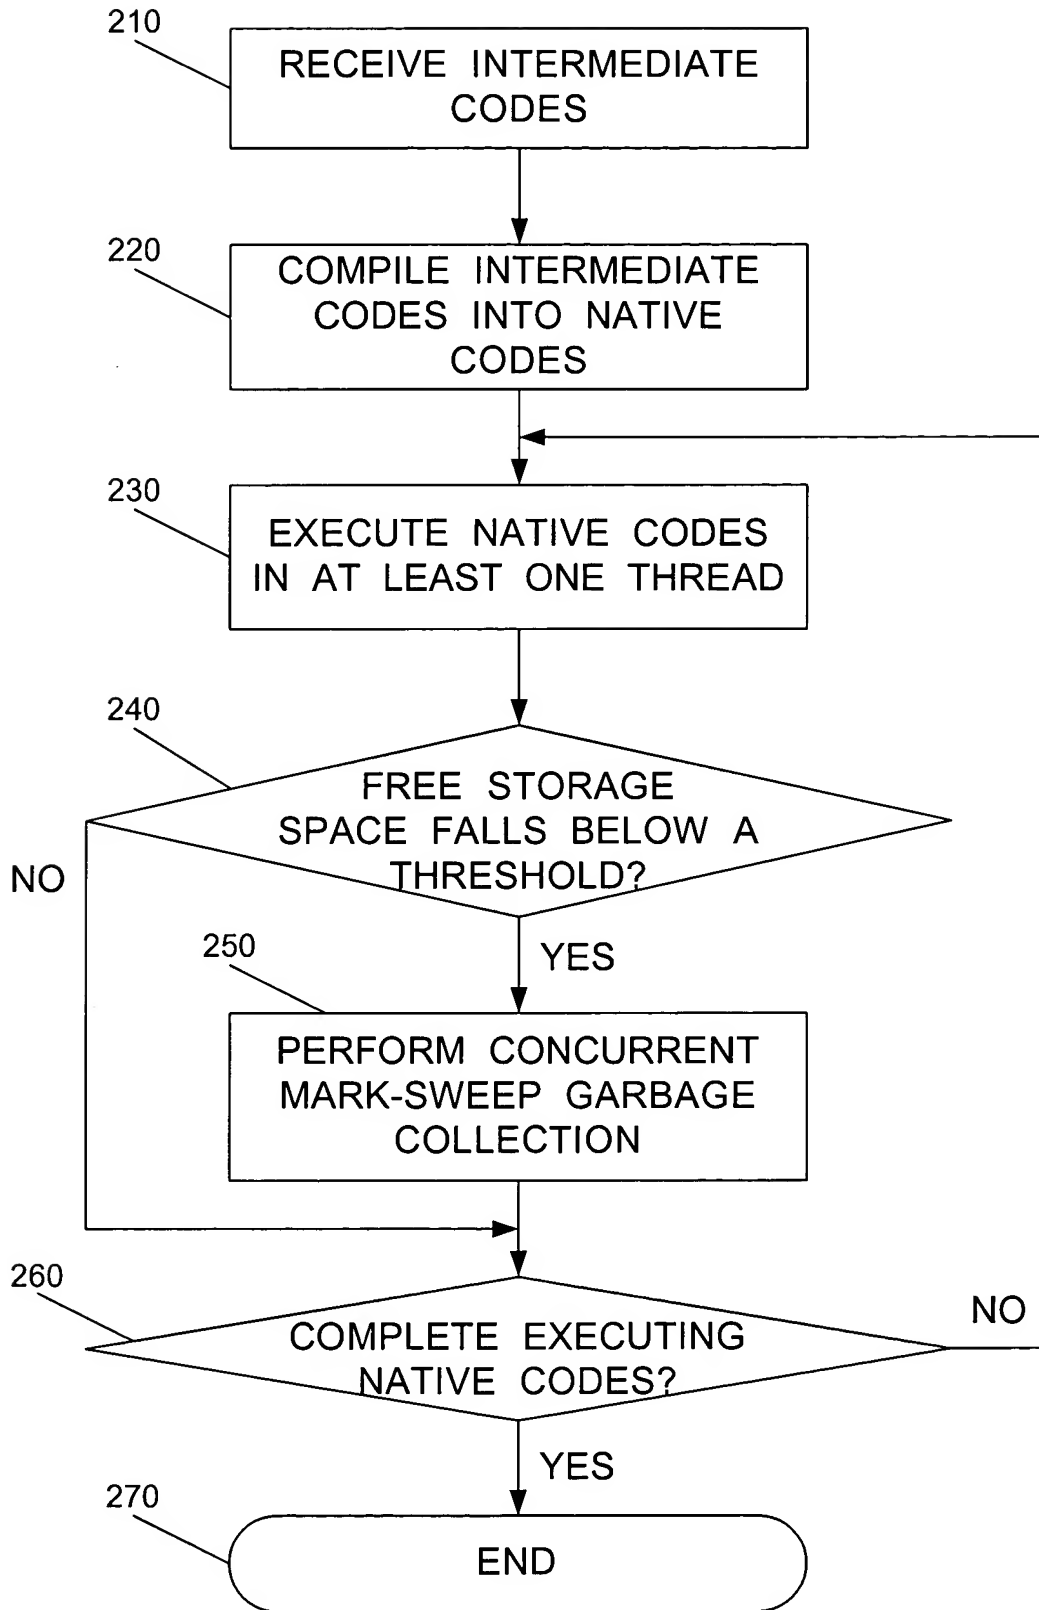 210
RECEIVE INTERMEDIATE
CODES
220
COMPILE INTERMEDIATE
CODES INTO NATIVE
CODES
230
EXECUTE NATIVE CODES
IN AT LEAST ONE THREAD
240
FREE STORAGE
SPACE FALLS BELOW A
THRESHOLD?
NO
YES
250
PERFORM CONCURRENT
MARK-SWEEP GARBAGE
COLLECTION
260
COMPLETE EXECUTING
NATIVE CODES?
NO
YES
270
END